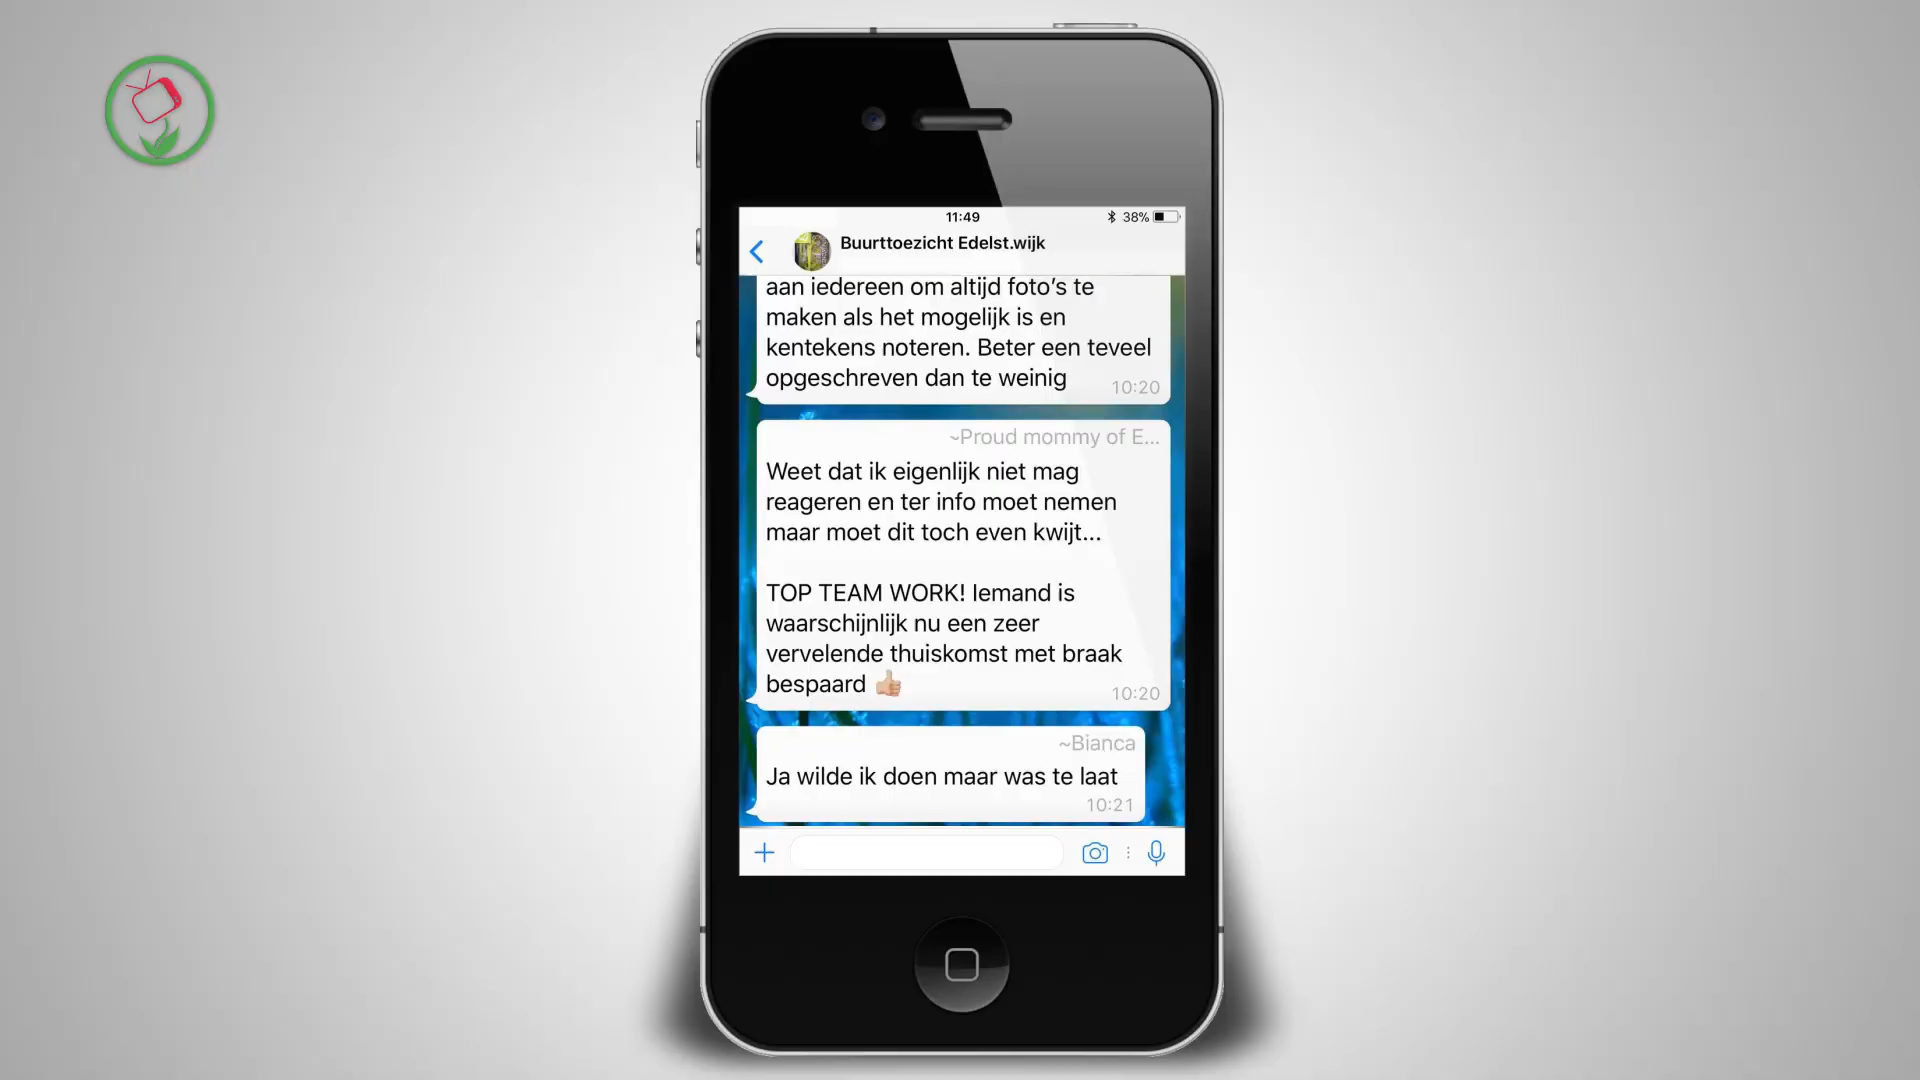 11:49
38%
Buurttoezicht Edelst.wijk
aan iedereen om altijd foto's te
maken als het mogelijk is en
kentekens noteren. Beter een teveel
opgeschreven dan te weinig
10:20
~Proud mommy of E...
Weet dat ik eigenlijk niet mag
reageren en ter info moet nemen
maar moet dit toch even kwijt...
TOP TEAM WORK! Iemand is
waarschijnlijk nu een zeer
vervelende thuiskomst met braak
bespaard 👍🏼
10:20
~Bianca
Ja wilde ik doen maar was te laat
10:21